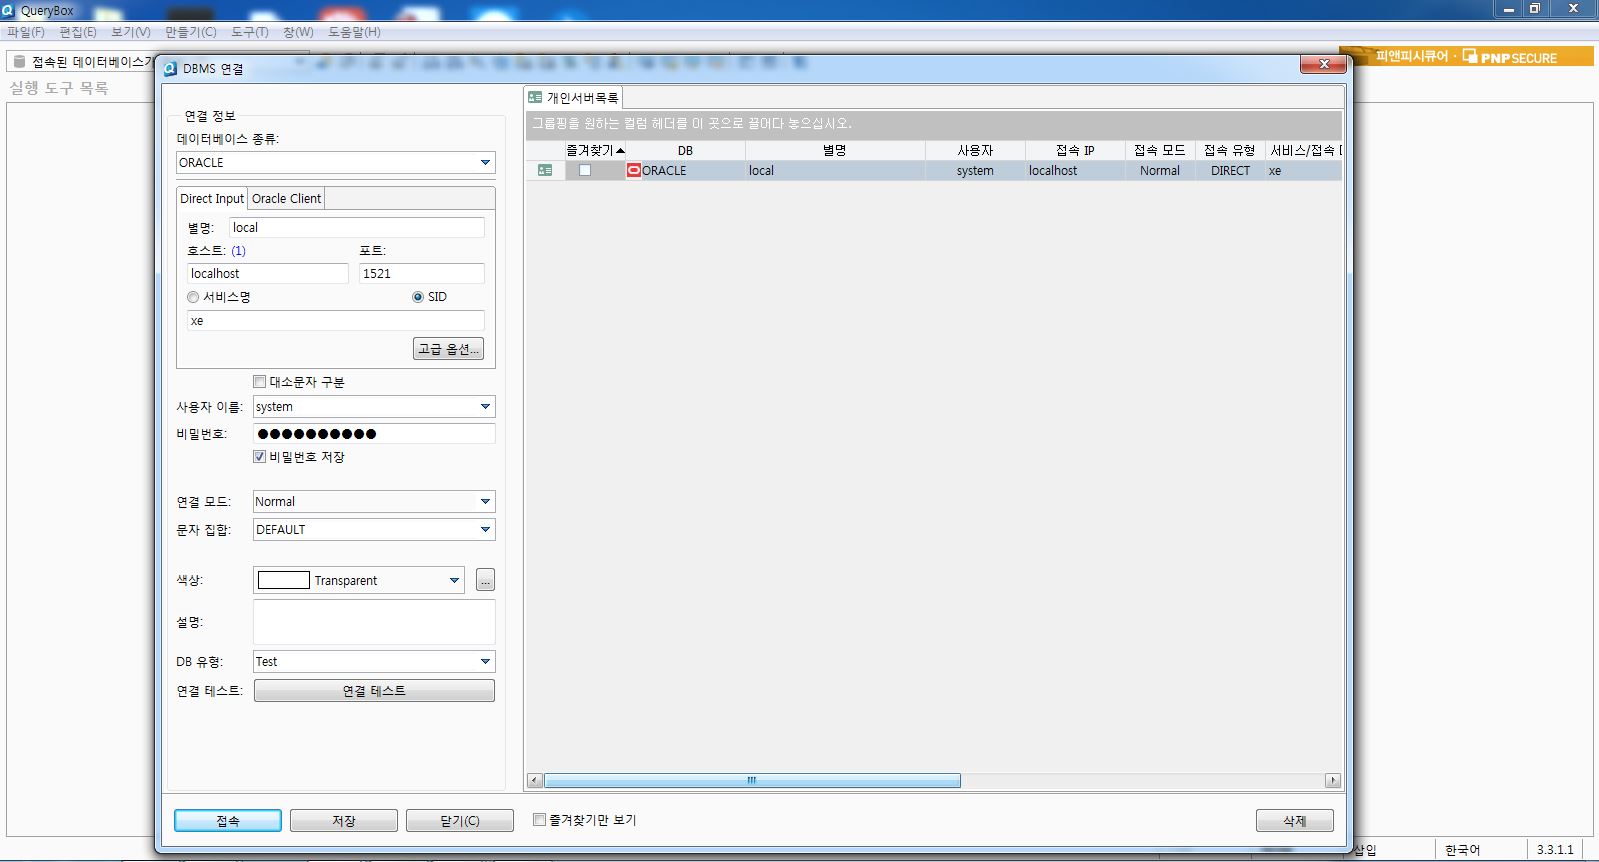 QueryBox
파일(F) 편집(E) 보기(V) 만들기(C) 도구(T) 창(W) 도움말(H)
접속된 데이터베이스가
피앤피시큐어 · PNP SECURE
실행 도구 목록
DBMS 연결
연결 정보
데이터베이스 종류:
ORACLE
Direct Input Oracle Client
별명: local
호스트: (1) 포트:
localhost 1521
서비스명 SID
xe
고급 옵션...
대소문자 구분
사용자 이름: system
비밀번호: ●●●●●●●●●●
비밀번호 저장
연결 모드: Normal
문자 집합: DEFAULT
색상: Transparent ...
설명:
DB 유형: Test
연결 테스트: 연결 테스트
개인서버목록
그룹핑을 원하는 컬럼 헤더를 이 곳으로 끌어다 놓으십시오.
즐겨찾기 DB 별명 사용자 접속 IP 접속 모드 접속 유형 서비스/접속
ORACLE local system localhost Normal DIRECT xe
접속 저장 닫기(C) 즐겨찾기만 보기 삭제
삽입 한국어 3.3.1.1